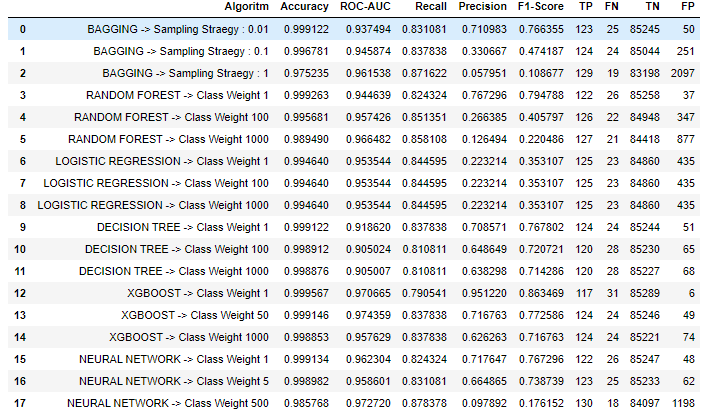 Algoritm Accuracy ROC-AUC Recall Precision F1-Score TP FN TN FP
0 BAGGING -> Sampling Straegy : 0.01 0.999122 0.937494 0.831081 0.710983 0.766355 123 25 85245 50
1 BAGGING -> Sampling Straegy : 0.1 0.996781 0.945874 0.837838 0.330667 0.474187 124 24 85044 251
2 BAGGING -> Sampling Straegy : 1 0.975235 0.961538 0.871622 0.057951 0.108677 129 19 83198 2097
3 RANDOM FOREST -> Class Weight 1 0.999263 0.944639 0.824324 0.767296 0.794788 122 26 85258 37
4 RANDOM FOREST -> Class Weight 100 0.995681 0.957426 0.851351 0.266385 0.405797 126 22 84948 347
5 RANDOM FOREST -> Class Weight 1000 0.989490 0.966482 0.858108 0.126494 0.220486 127 21 84418 877
6 LOGISTIC REGRESSION -> Class Weight 1 0.994640 0.953544 0.844595 0.223214 0.353107 125 23 84860 435
7 LOGISTIC REGRESSION -> Class Weight 100 0.994640 0.953544 0.844595 0.223214 0.353107 125 23 84860 435
8 LOGISTIC REGRESSION -> Class Weight 1000 0.994640 0.953544 0.844595 0.223214 0.353107 125 23 84860 435
9 DECISION TREE -> Class Weight 1 0.999122 0.918620 0.837838 0.708571 0.767802 124 24 85244 51
10 DECISION TREE -> Class Weight 100 0.998912 0.905024 0.810811 0.648649 0.720721 120 28 85230 65
11 DECISION TREE -> Class Weight 1000 0.998876 0.905007 0.810811 0.638298 0.714286 120 28 85227 68
12 XGBOOST -> Class Weight 1 0.999567 0.970665 0.790541 0.951220 0.863469 117 31 85289 6
13 XGBOOST -> Class Weight 50 0.999146 0.974359 0.837838 0.716763 0.772586 124 24 85246 49
14 XGBOOST -> Class Weight 1000 0.998853 0.957639 0.837838 0.626263 0.716763 124 24 85221 74
15 NEURAL NETWORK -> Class Weight 1 0.999134 0.962304 0.824324 0.717647 0.767296 122 26 85247 48
16 NEURAL NETWORK -> Class Weight 5 0.998982 0.958601 0.831081 0.664865 0.738739 123 25 85233 62
17 NEURAL NETWORK -> Class Weight 500 0.985768 0.972720 0.878378 0.097892 0.176152 130 18 84097 1198